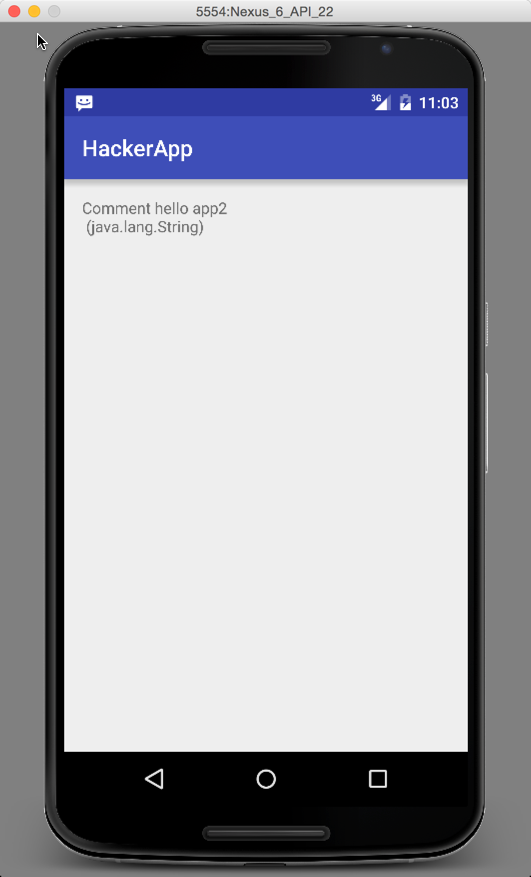 5554:Nexus_6_API_22
3G 11:03
HackerApp
Comment hello app2
(java.lang.String)